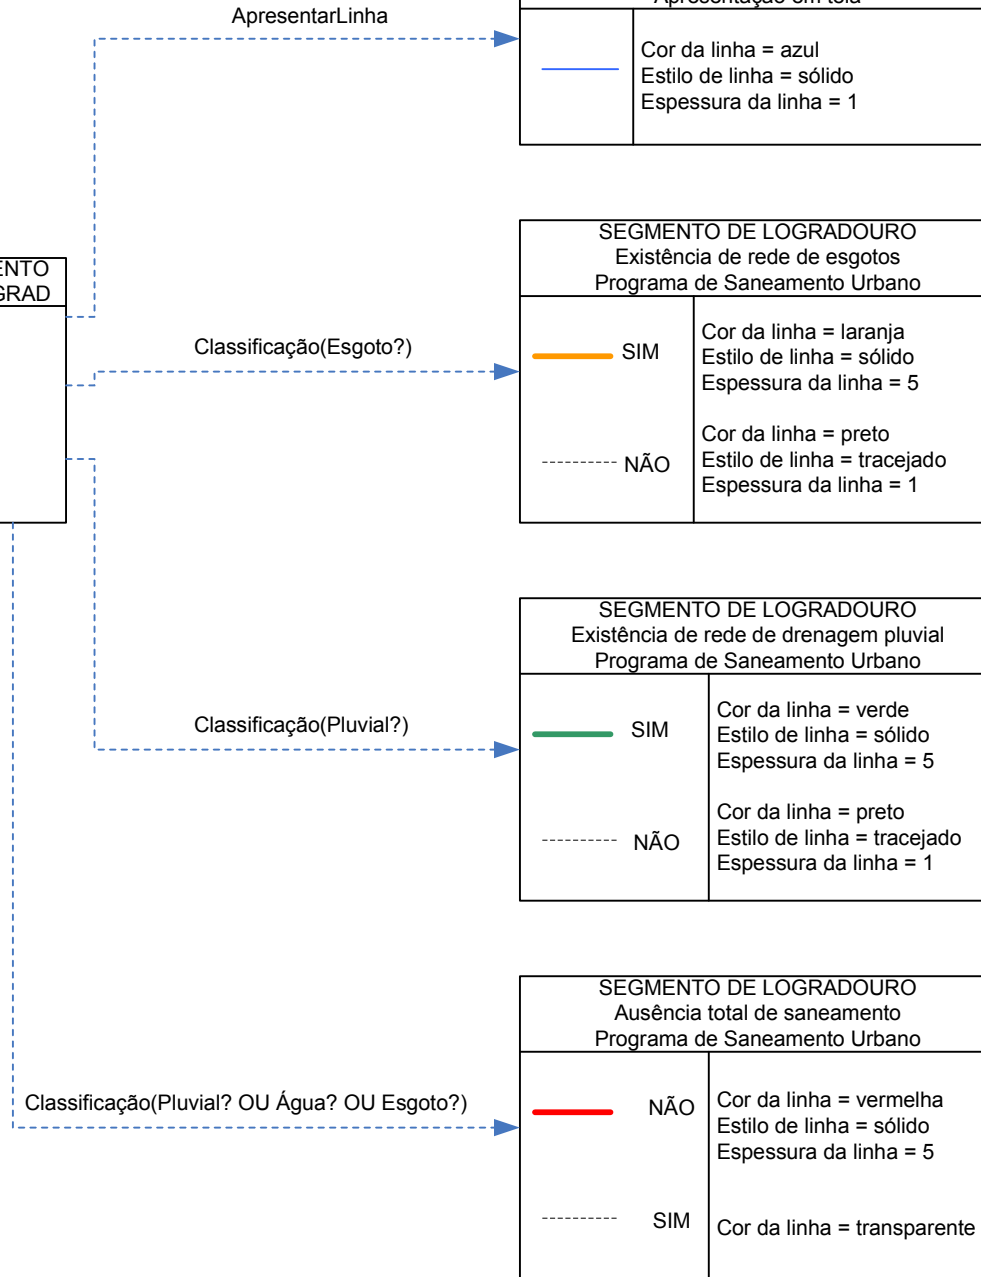 ApresentarLinha
Apresentação em tela
Cor da linha = azul
Estilo de linha = sólido
Espessura da linha = 1
ENTO
GRAD
SEGMENTO DE LOGRADOURO
Existência de rede de esgotos
Programa de Saneamento Urbano
Classificação(Esgoto?)
SIM
Cor da linha = laranja
Estilo de linha = sólido
Espessura da linha = 5
NÃO
Cor da linha = preto
Estilo de linha = tracejado
Espessura da linha = 1
SEGMENTO DE LOGRADOURO
Existência de rede de drenagem pluvial
Programa de Saneamento Urbano
Classificação(Pluvial?)
SIM
Cor da linha = verde
Estilo de linha = sólido
Espessura da linha = 5
NÃO
Cor da linha = preto
Estilo de linha = tracejado
Espessura da linha = 1
SEGMENTO DE LOGRADOURO
Ausência total de saneamento
Programa de Saneamento Urbano
Classificação(Pluvial? OU Água? OU Esgoto?)
NÃO
Cor da linha = vermelha
Estilo de linha = sólido
Espessura da linha = 5
SIM
Cor da linha = transparente